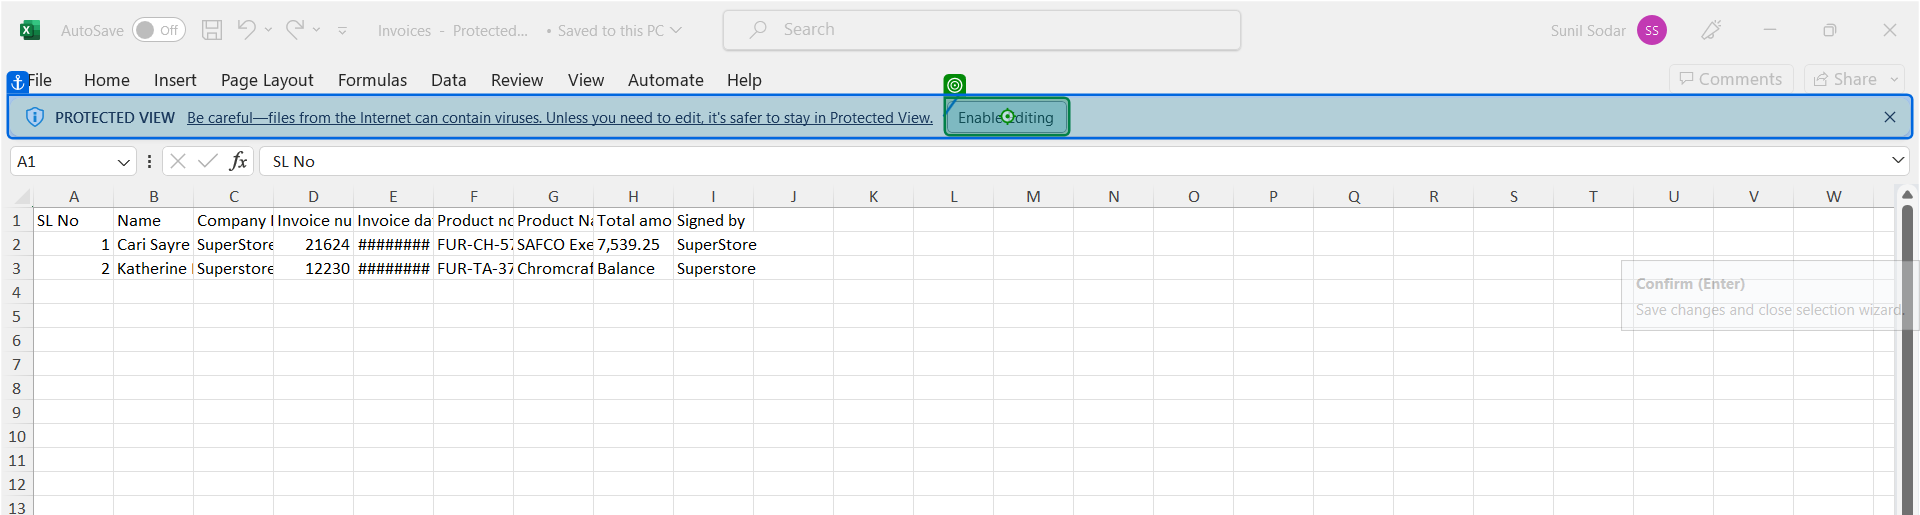 AutoSave Off Invoices - Protected... • Saved to this PC Search Sunil Sodar SS
File Home Insert Page Layout Formulas Data Review View Automate Help Comments Share
PROTECTED VIEW Be careful—files from the Internet can contain viruses. Unless you need to edit, it's safer to stay in Protected View. Enable Editing
A1 fx SL No
A B C D E F G H I J K L M N O P Q R S T U V W
1 SL No Name Company Invoice nu Invoice da Product no Product Na Total amo Signed by
2 1 Cari Sayre SuperStore 21624 ######## FUR-CH-57 SAFCO Exe 7,539.25 SuperStore
3 2 Katherine Superstore 12230 ######## FUR-TA-37 Chromcraf Balance Superstore
4
Confirm (Enter)
5 Save changes and close selection wizard.
6
7
8
9
10
11
12
13